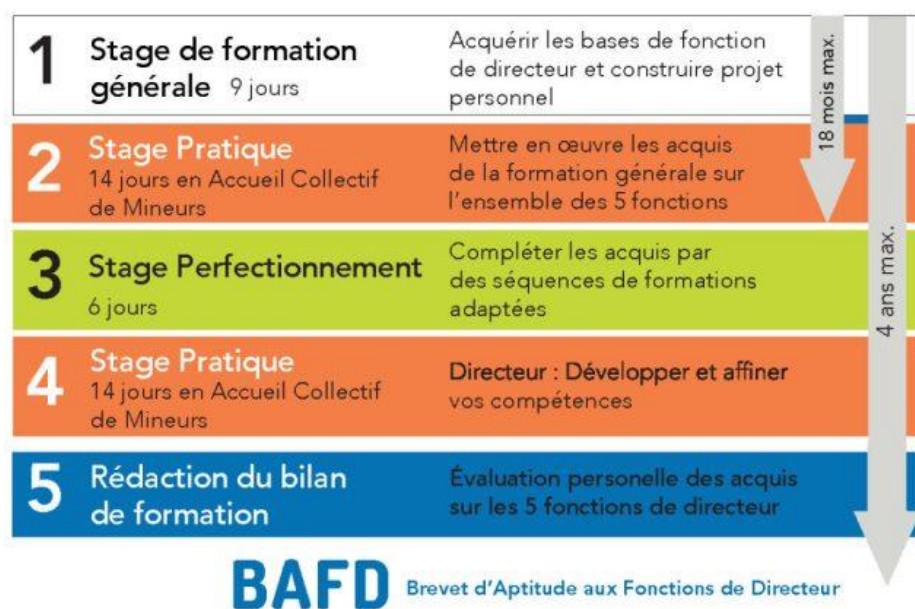 1
Stage de formation
générale 9 jours
Acquérir les bases de fonction
de directeur et construire projet
personnel
18 mois max.
4 ans max.
2
Stage Pratique
14 jours en Accueil Collectif
de Mineurs
Mettre en œuvre les acquis
de la formation générale sur
l'ensemble des 5 fonctions
3
Stage Perfectionnement
6 jours
Compléter les acquis par
des séquences de formations
adaptées
4
Stage Pratique
14 jours en Accueil Collectif
de Mineurs
Directeur : Développer et affiner
vos compétences
5
Rédaction du bilan
de formation
Évaluation personelle des acquis
sur les 5 fonctions de directeur
BAFD Brevet d'Aptitude aux Fonctions de Directeur